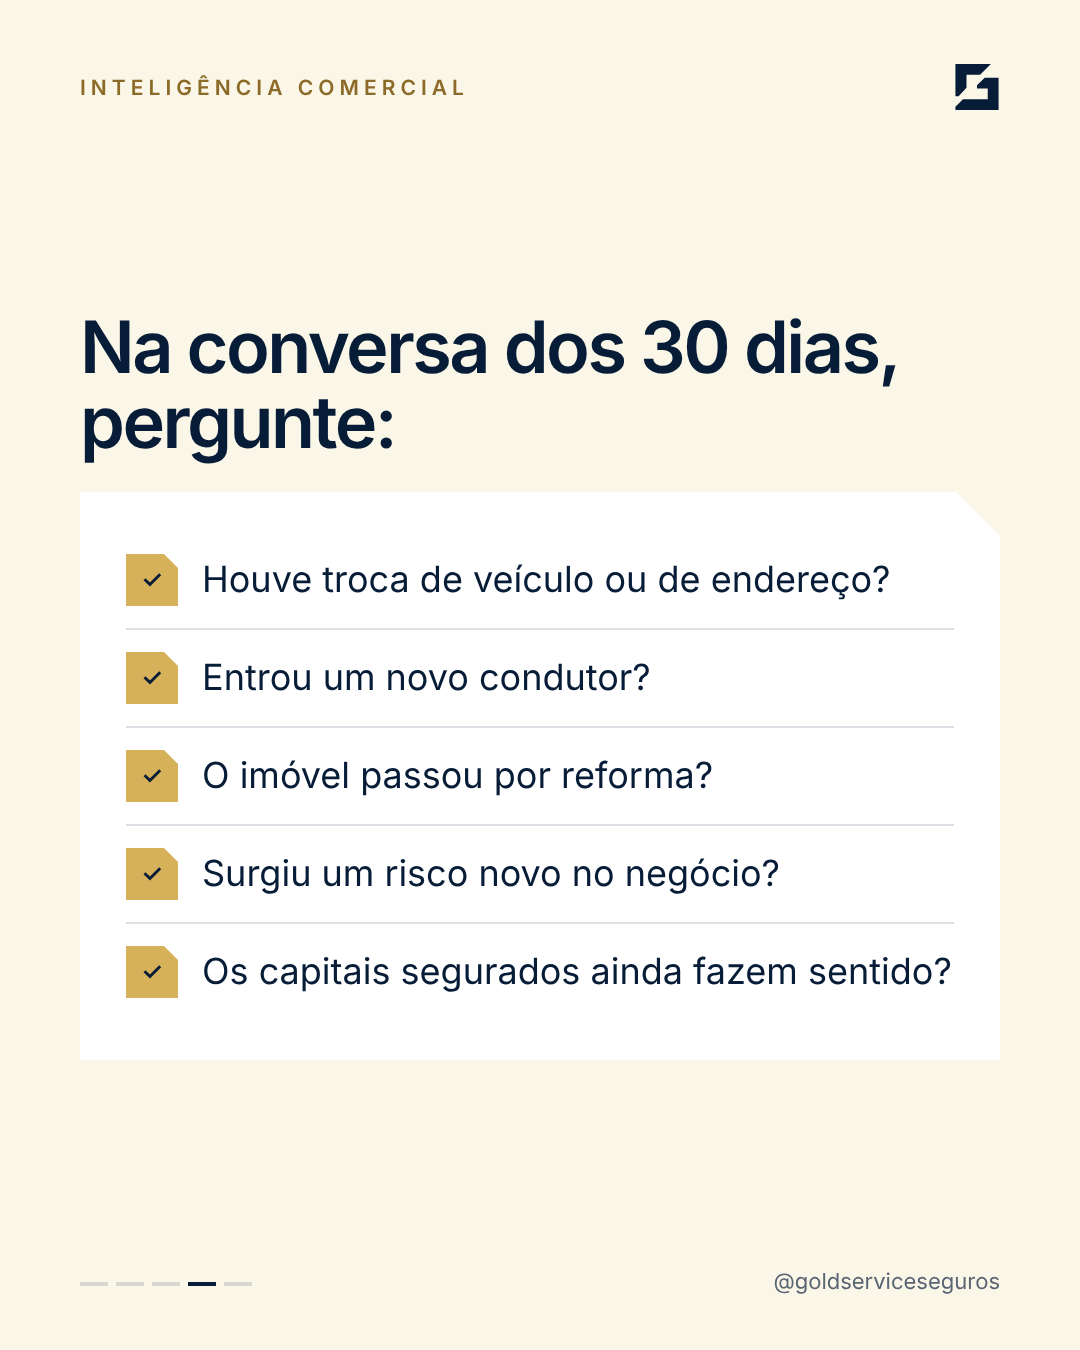 INTELIGÊNCIA COMERCIAL
Na conversa dos 30 dias,
pergunte:
Houve troca de veículo ou de endereço?
Entrou um novo condutor?
O imóvel passou por reforma?
Surgiu um risco novo no negócio?
Os capitais segurados ainda fazem sentido?
@goldserviceseguros